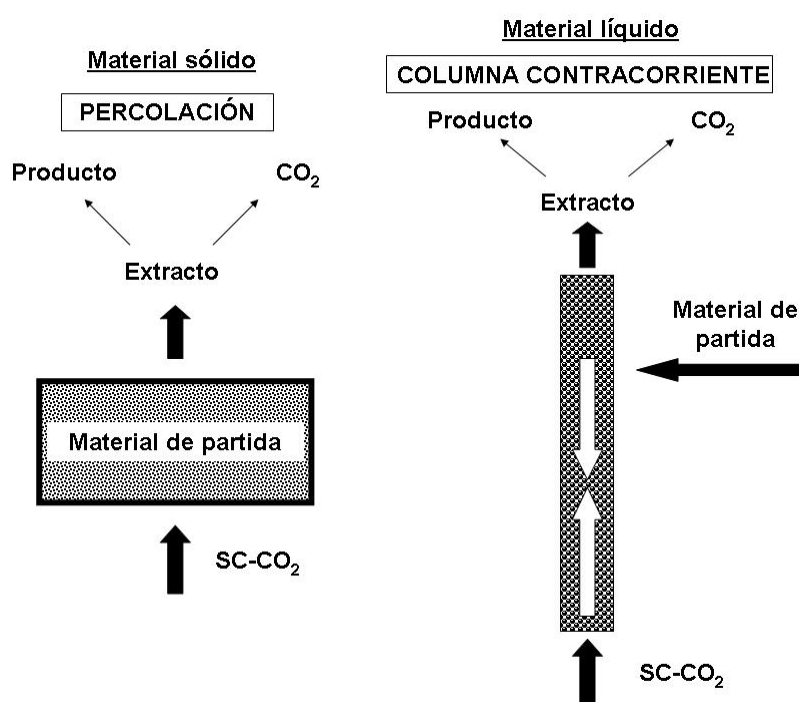 Material sólido
PERCOLACIÓN
Producto
CO₂
Extracto
Material de partida
SC-CO₂
Material líquido
COLUMNA CONTRACORRIENTE
Producto
CO₂
Extracto
Material de
partida
SC-CO₂